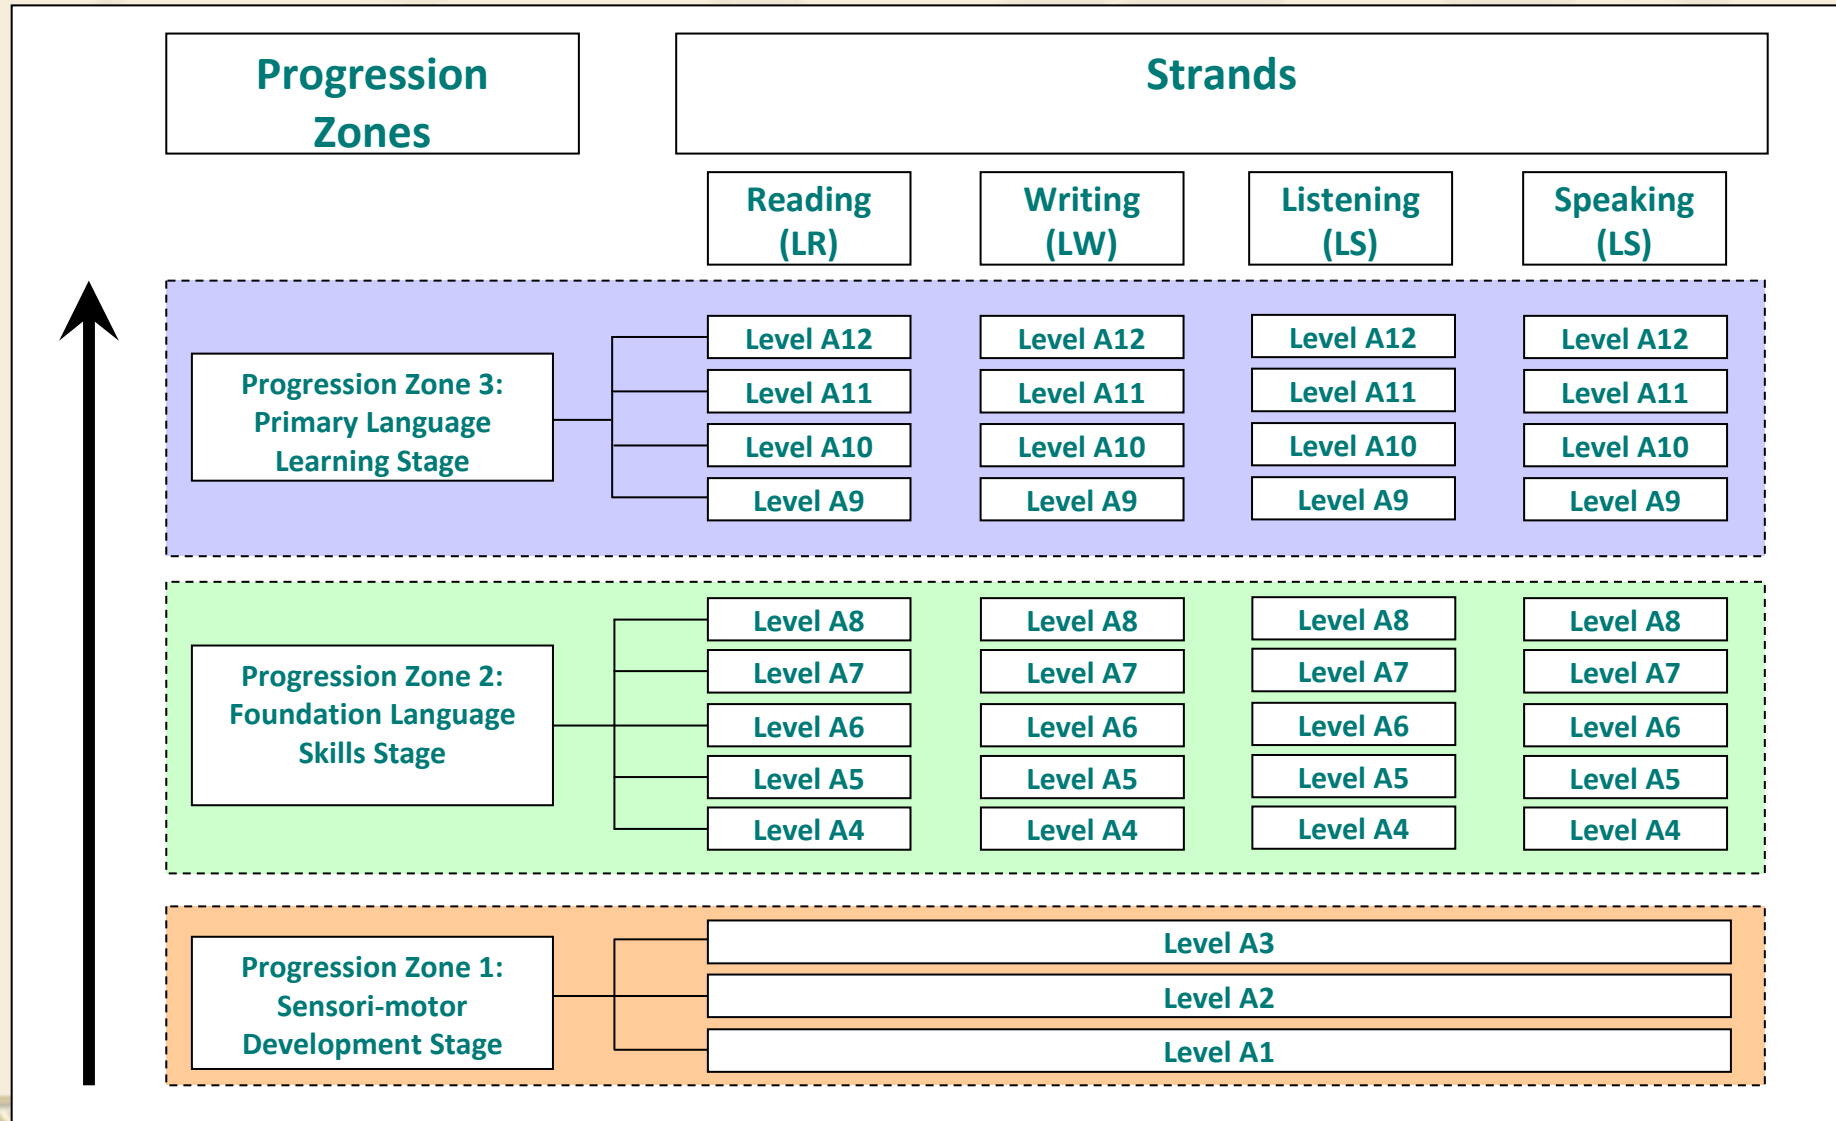 Progression
Zones
Strands
Reading
(LR)
Writing
(LW)
Listening
(LS)
Speaking
(LS)
Progression Zone 3:
Primary Language
Learning Stage
Level A12
Level A12
Level A12
Level A12
Level A11
Level A11
Level A11
Level A11
Level A10
Level A10
Level A10
Level A10
Level A9
Level A9
Level A9
Level A9
Progression Zone 2:
Foundation Language
Skills Stage
Level A8
Level A8
Level A8
Level A8
Level A7
Level A7
Level A7
Level A7
Level A6
Level A6
Level A6
Level A6
Level A5
Level A5
Level A5
Level A5
Level A4
Level A4
Level A4
Level A4
Progression Zone 1:
Sensori-motor
Development Stage
Level A3
Level A2
Level A1